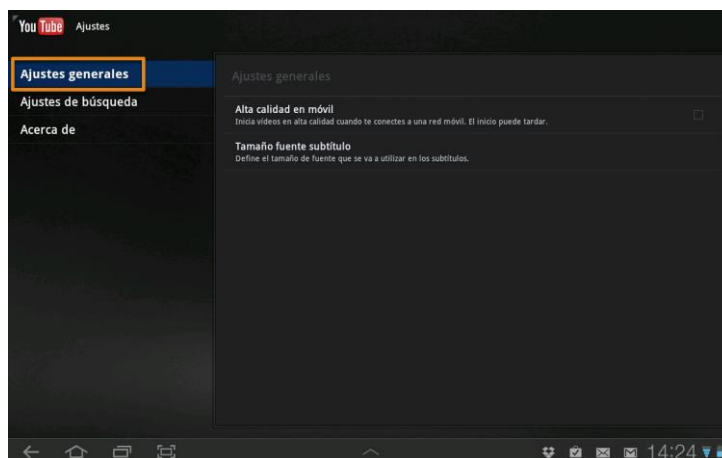 YouTube Ajustes
Ajustes generales
Ajustes de búsqueda
Acerca de
Ajustes generales
Alta calidad en móvil
Inicia vídeos en alta calidad cuando te conectes a una red móvil. El inicio puede tardar.
Tamaño fuente subtítulo
Define el tamaño de fuente que se va a utilizar en los subtítulos.
14:24